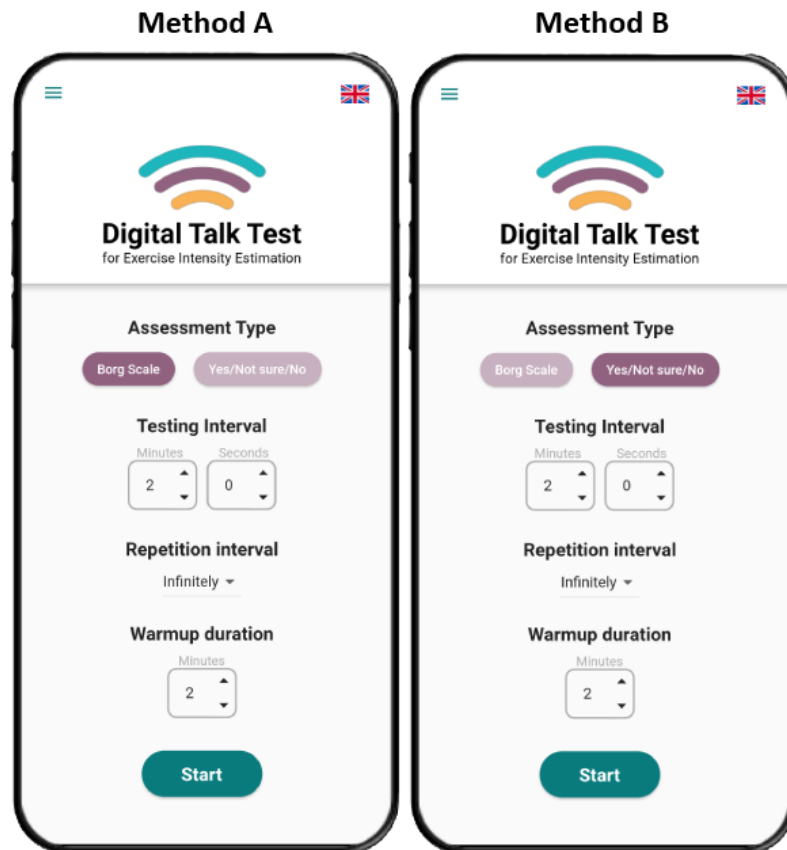 Method A
Digital Talk Test
for Exercise Intensity Estimation
Assessment Type
Borg Scale Yes/Not sure/No
Testing Interval
Minutes Seconds
2 0
Repetition interval
Infinitely
Warmup duration
Minutes
2
Start
Method B
Digital Talk Test
for Exercise Intensity Estimation
Assessment Type
Borg Scale Yes/Not sure/No
Testing Interval
Minutes Seconds
2 0
Repetition interval
Infinitely
Warmup duration
Minutes
2
Start